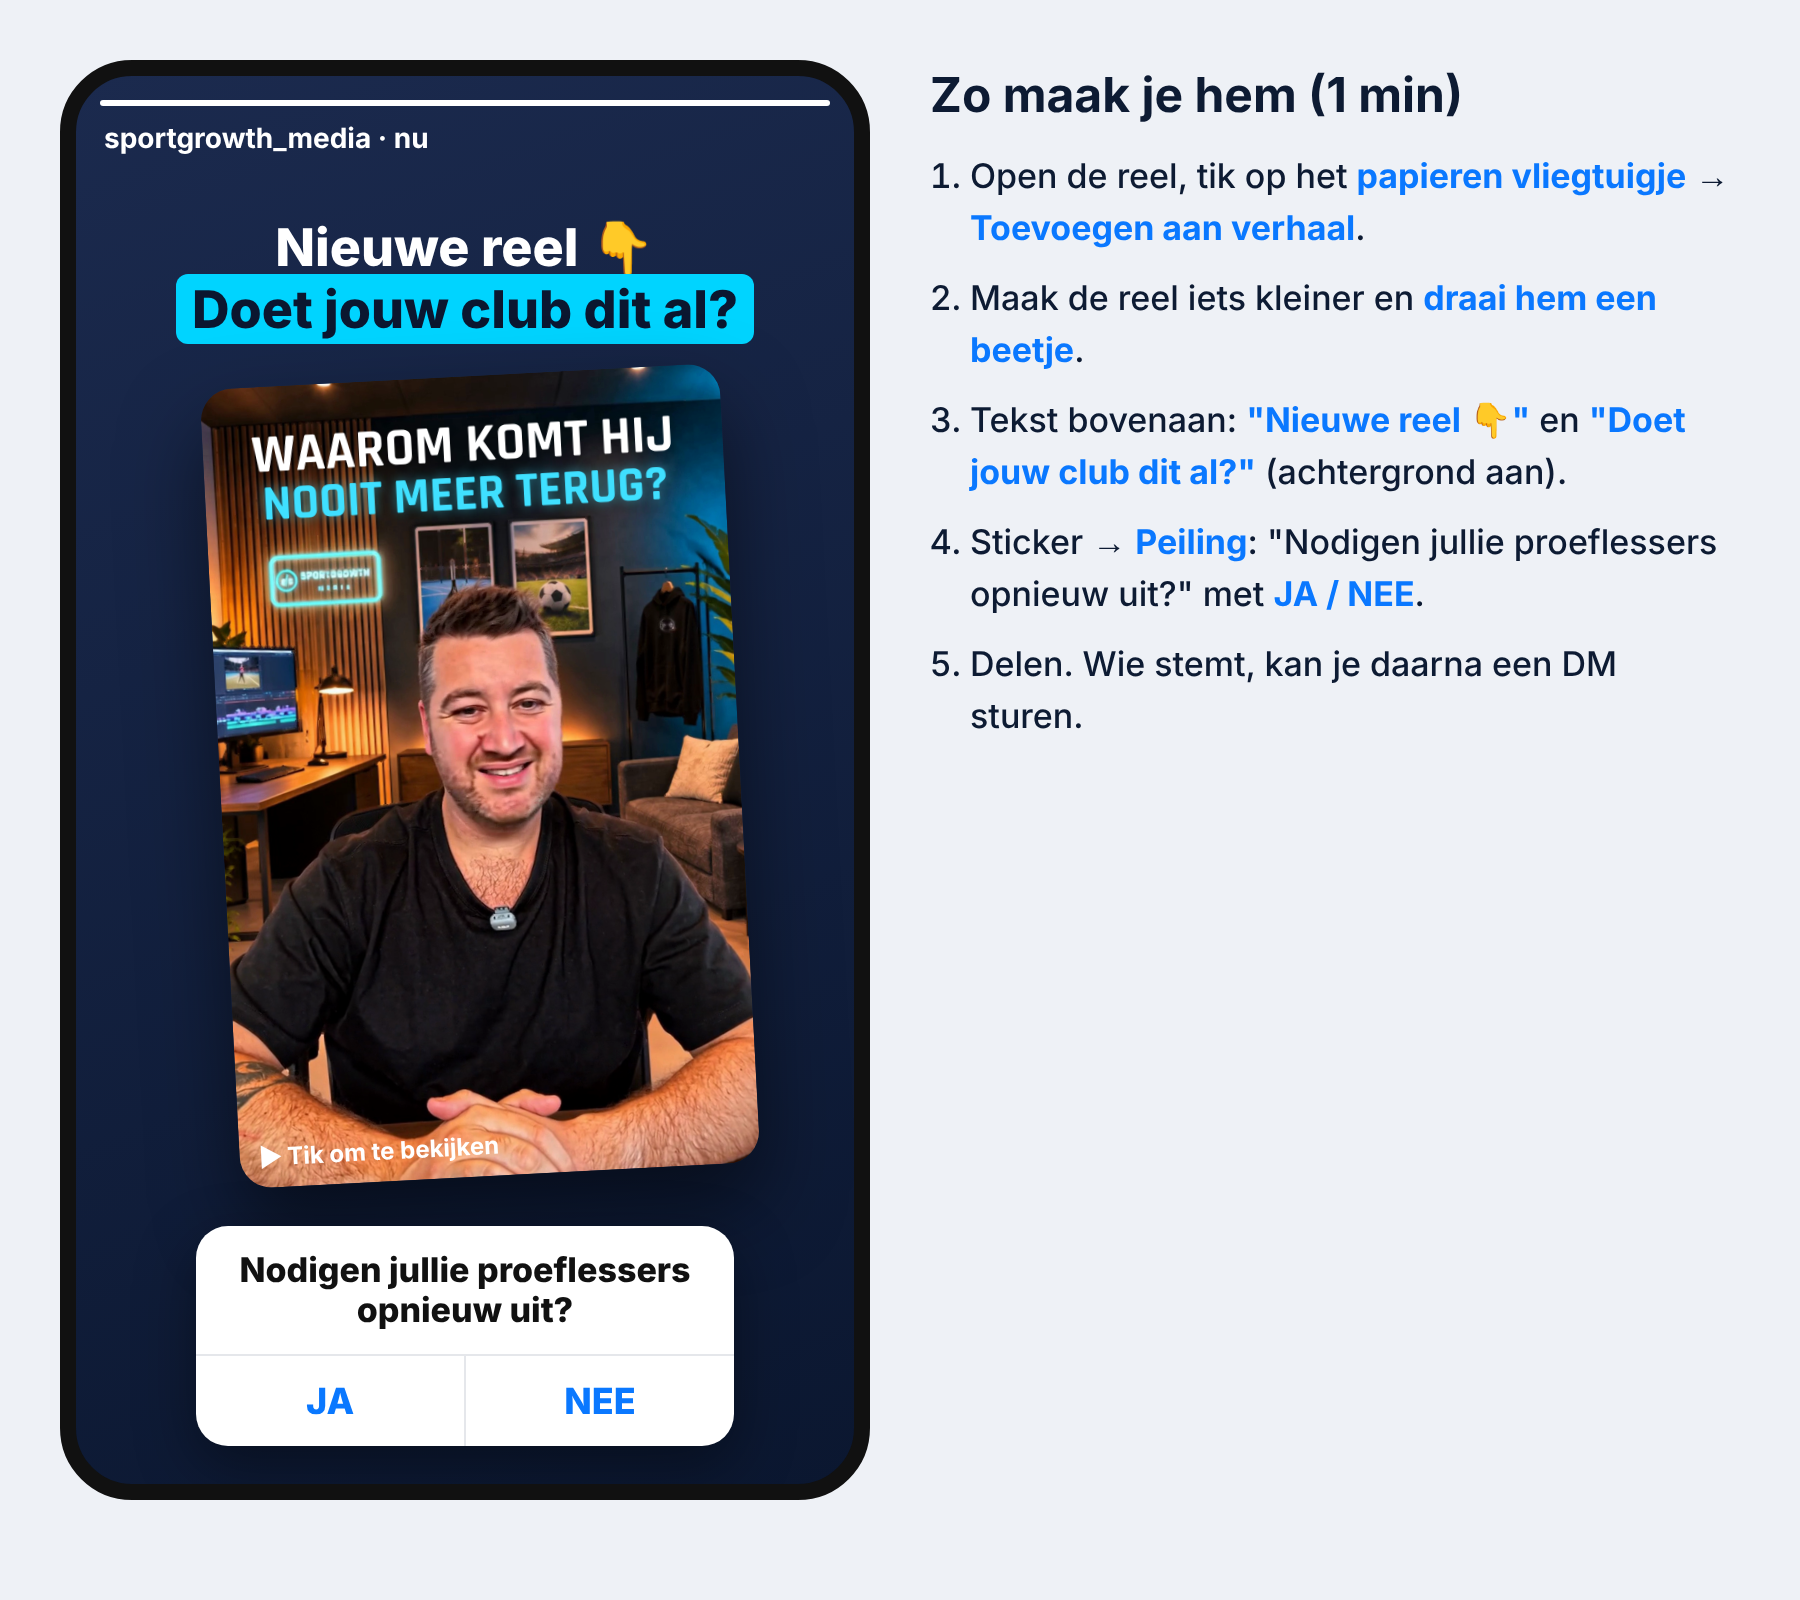 sportgrowth_media · nu
Nieuwe reel 👇
Doet jouw club dit al?
WAAROM KOMT HIJ
NOOIT MEER TERUG?
SPORTGROWTH
MEDIA
▶ Tik om te bekijken
Nodigen jullie proeflessers
opnieuw uit?
JA
NEE
Zo maak je hem (1 min)
1. Open de reel, tik op het papieren vliegtuigje →
Toevoegen aan verhaal.
2. Maak de reel iets kleiner en draai hem een
beetje.
3. Tekst bovenaan: "Nieuwe reel 👇" en "Doet
jouw club dit al?" (achtergrond aan).
4. Sticker → Peiling: "Nodigen jullie proeflessers
opnieuw uit?" met JA / NEE.
5. Delen. Wie stemt, kan je daarna een DM
sturen.